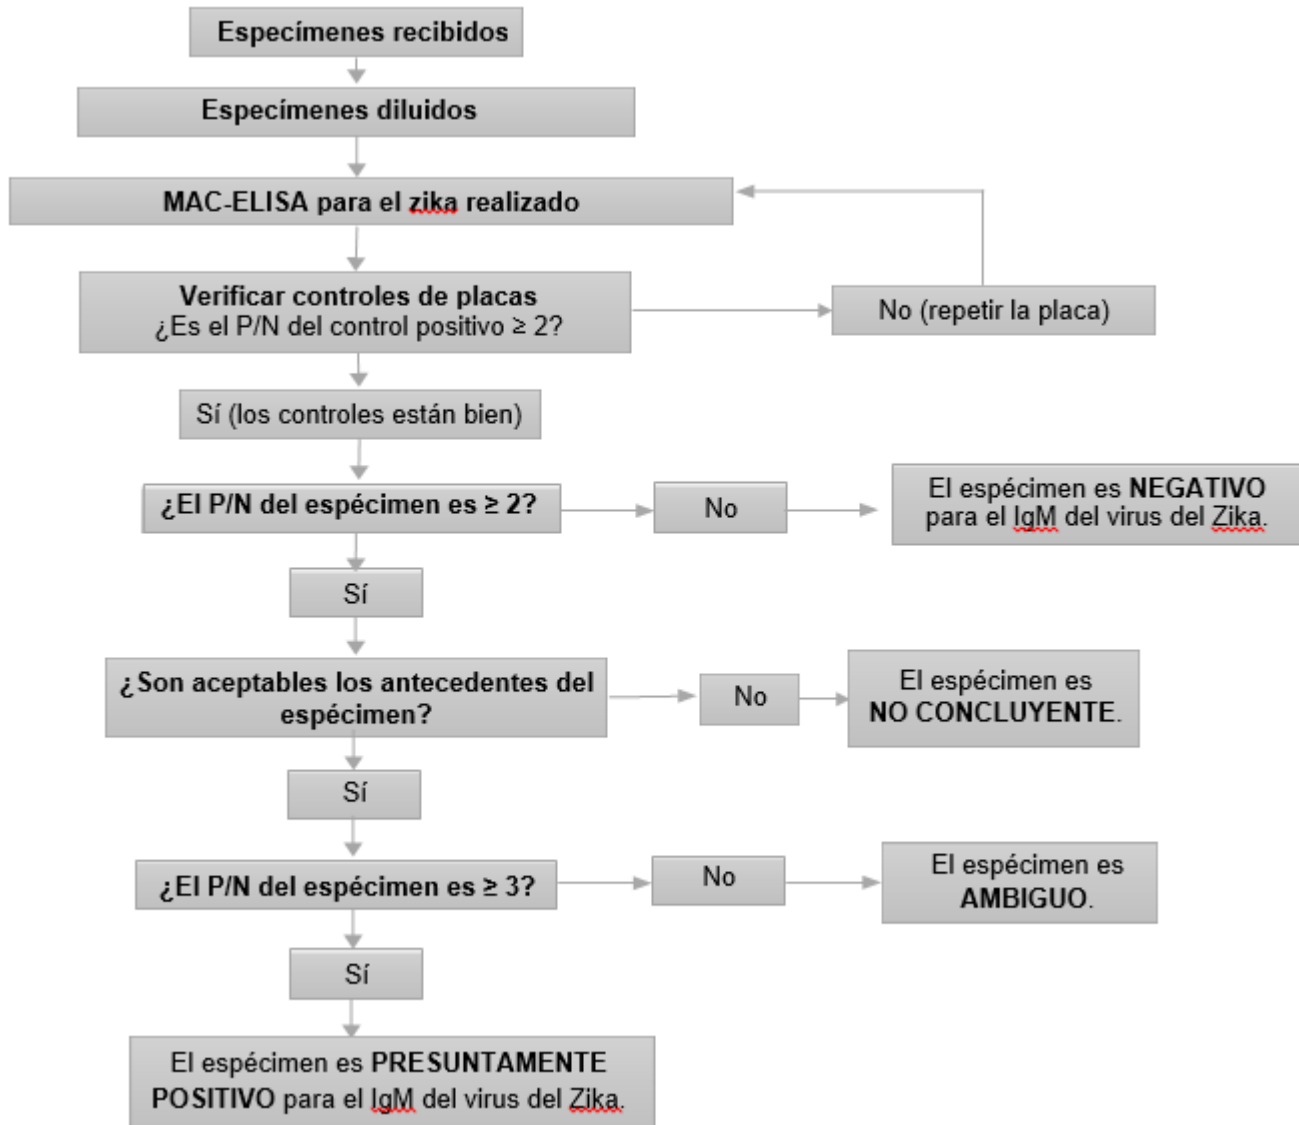 Especímenes recibidos
Especímenes diluidos
MAC-ELISA para el zika realizado
Verificar controles de placas
¿Es el P/N del control positivo ≥ 2?
No (repetir la placa)
Sí (los controles están bien)
¿El P/N del espécimen es ≥ 2?
No
El espécimen es NEGATIVO
para el IgM del virus del Zika.
Sí
¿Son aceptables los antecedentes del
espécimen?
No
El espécimen es
NO CONCLUYENTE.
Sí
¿El P/N del espécimen es ≥ 3?
No
El espécimen es
AMBIGUO.
Sí
El espécimen es PRESUNTAMENTE
POSITIVO para el IgM del virus del Zika.